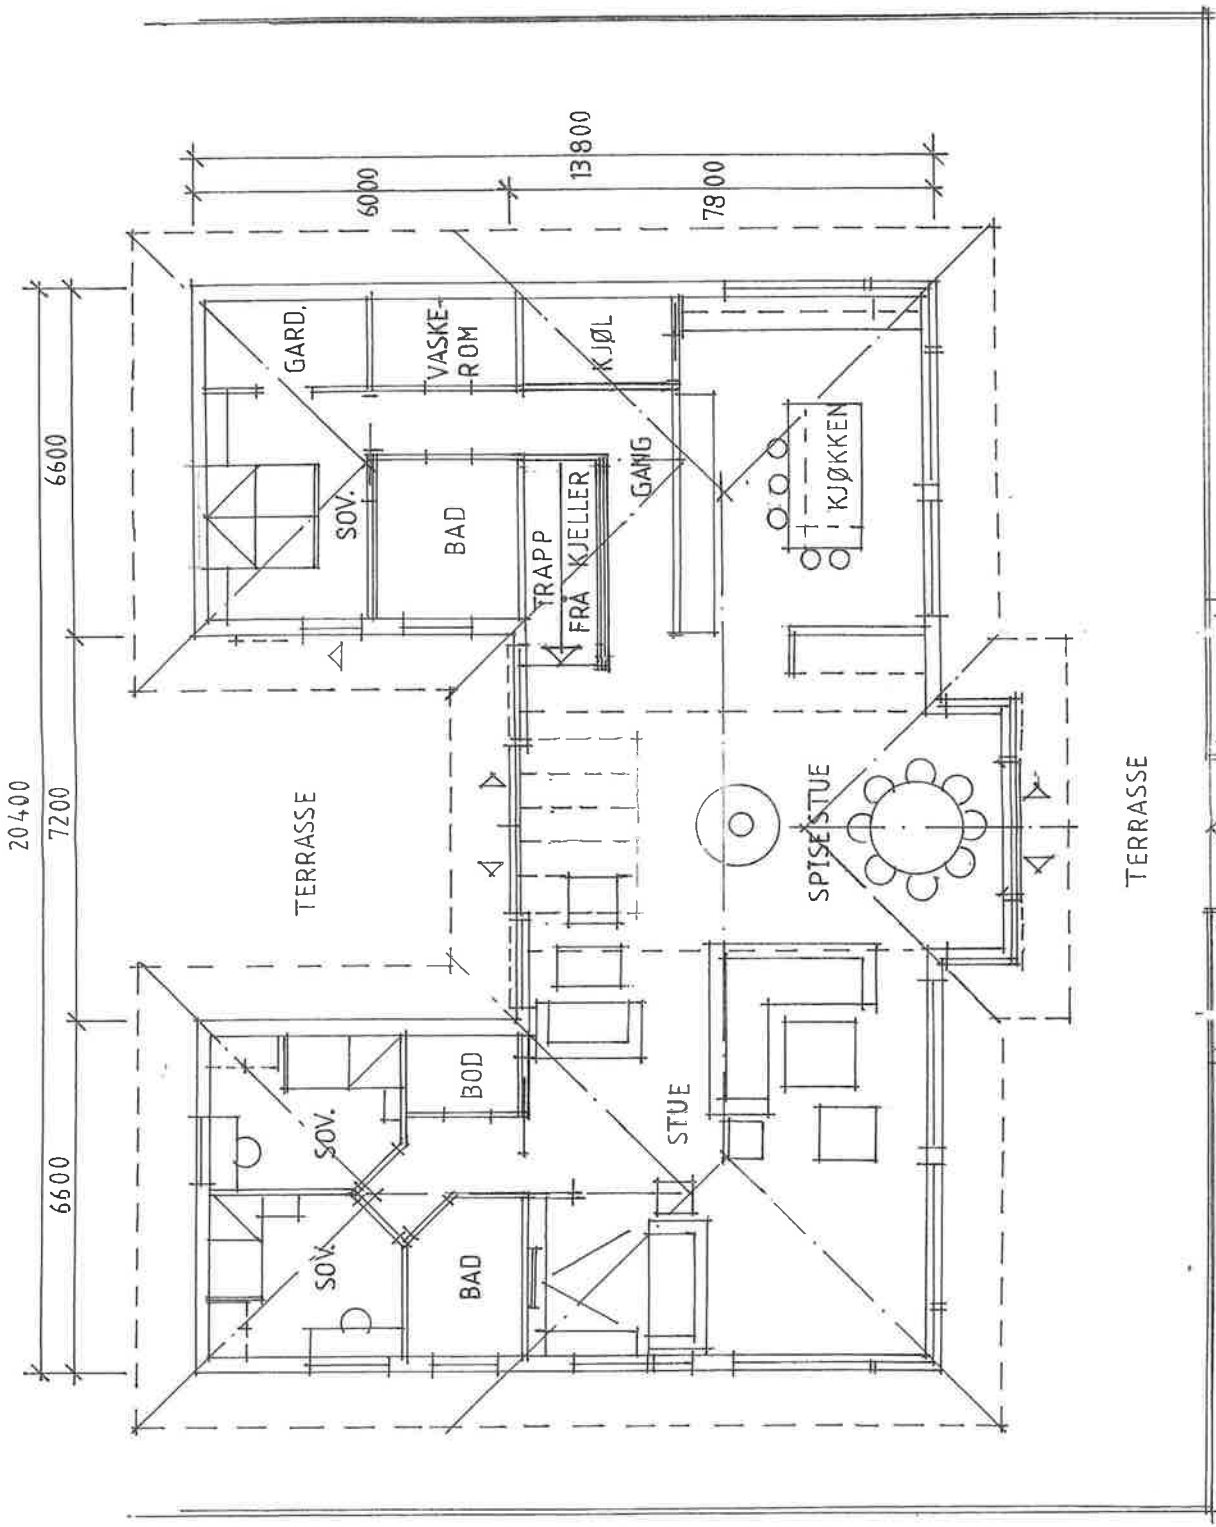 20400
6600
7200
6600
13800
6000
7800
TERRASSE
SOV.
SOV.
BAD
BOD
STUE
SPISESTUE
TERRASSE
SOV.
GARD.
BAD
VASKE-
ROM
KJØL
TRAPP
FRA KJELLER
GANG
KJØKKEN